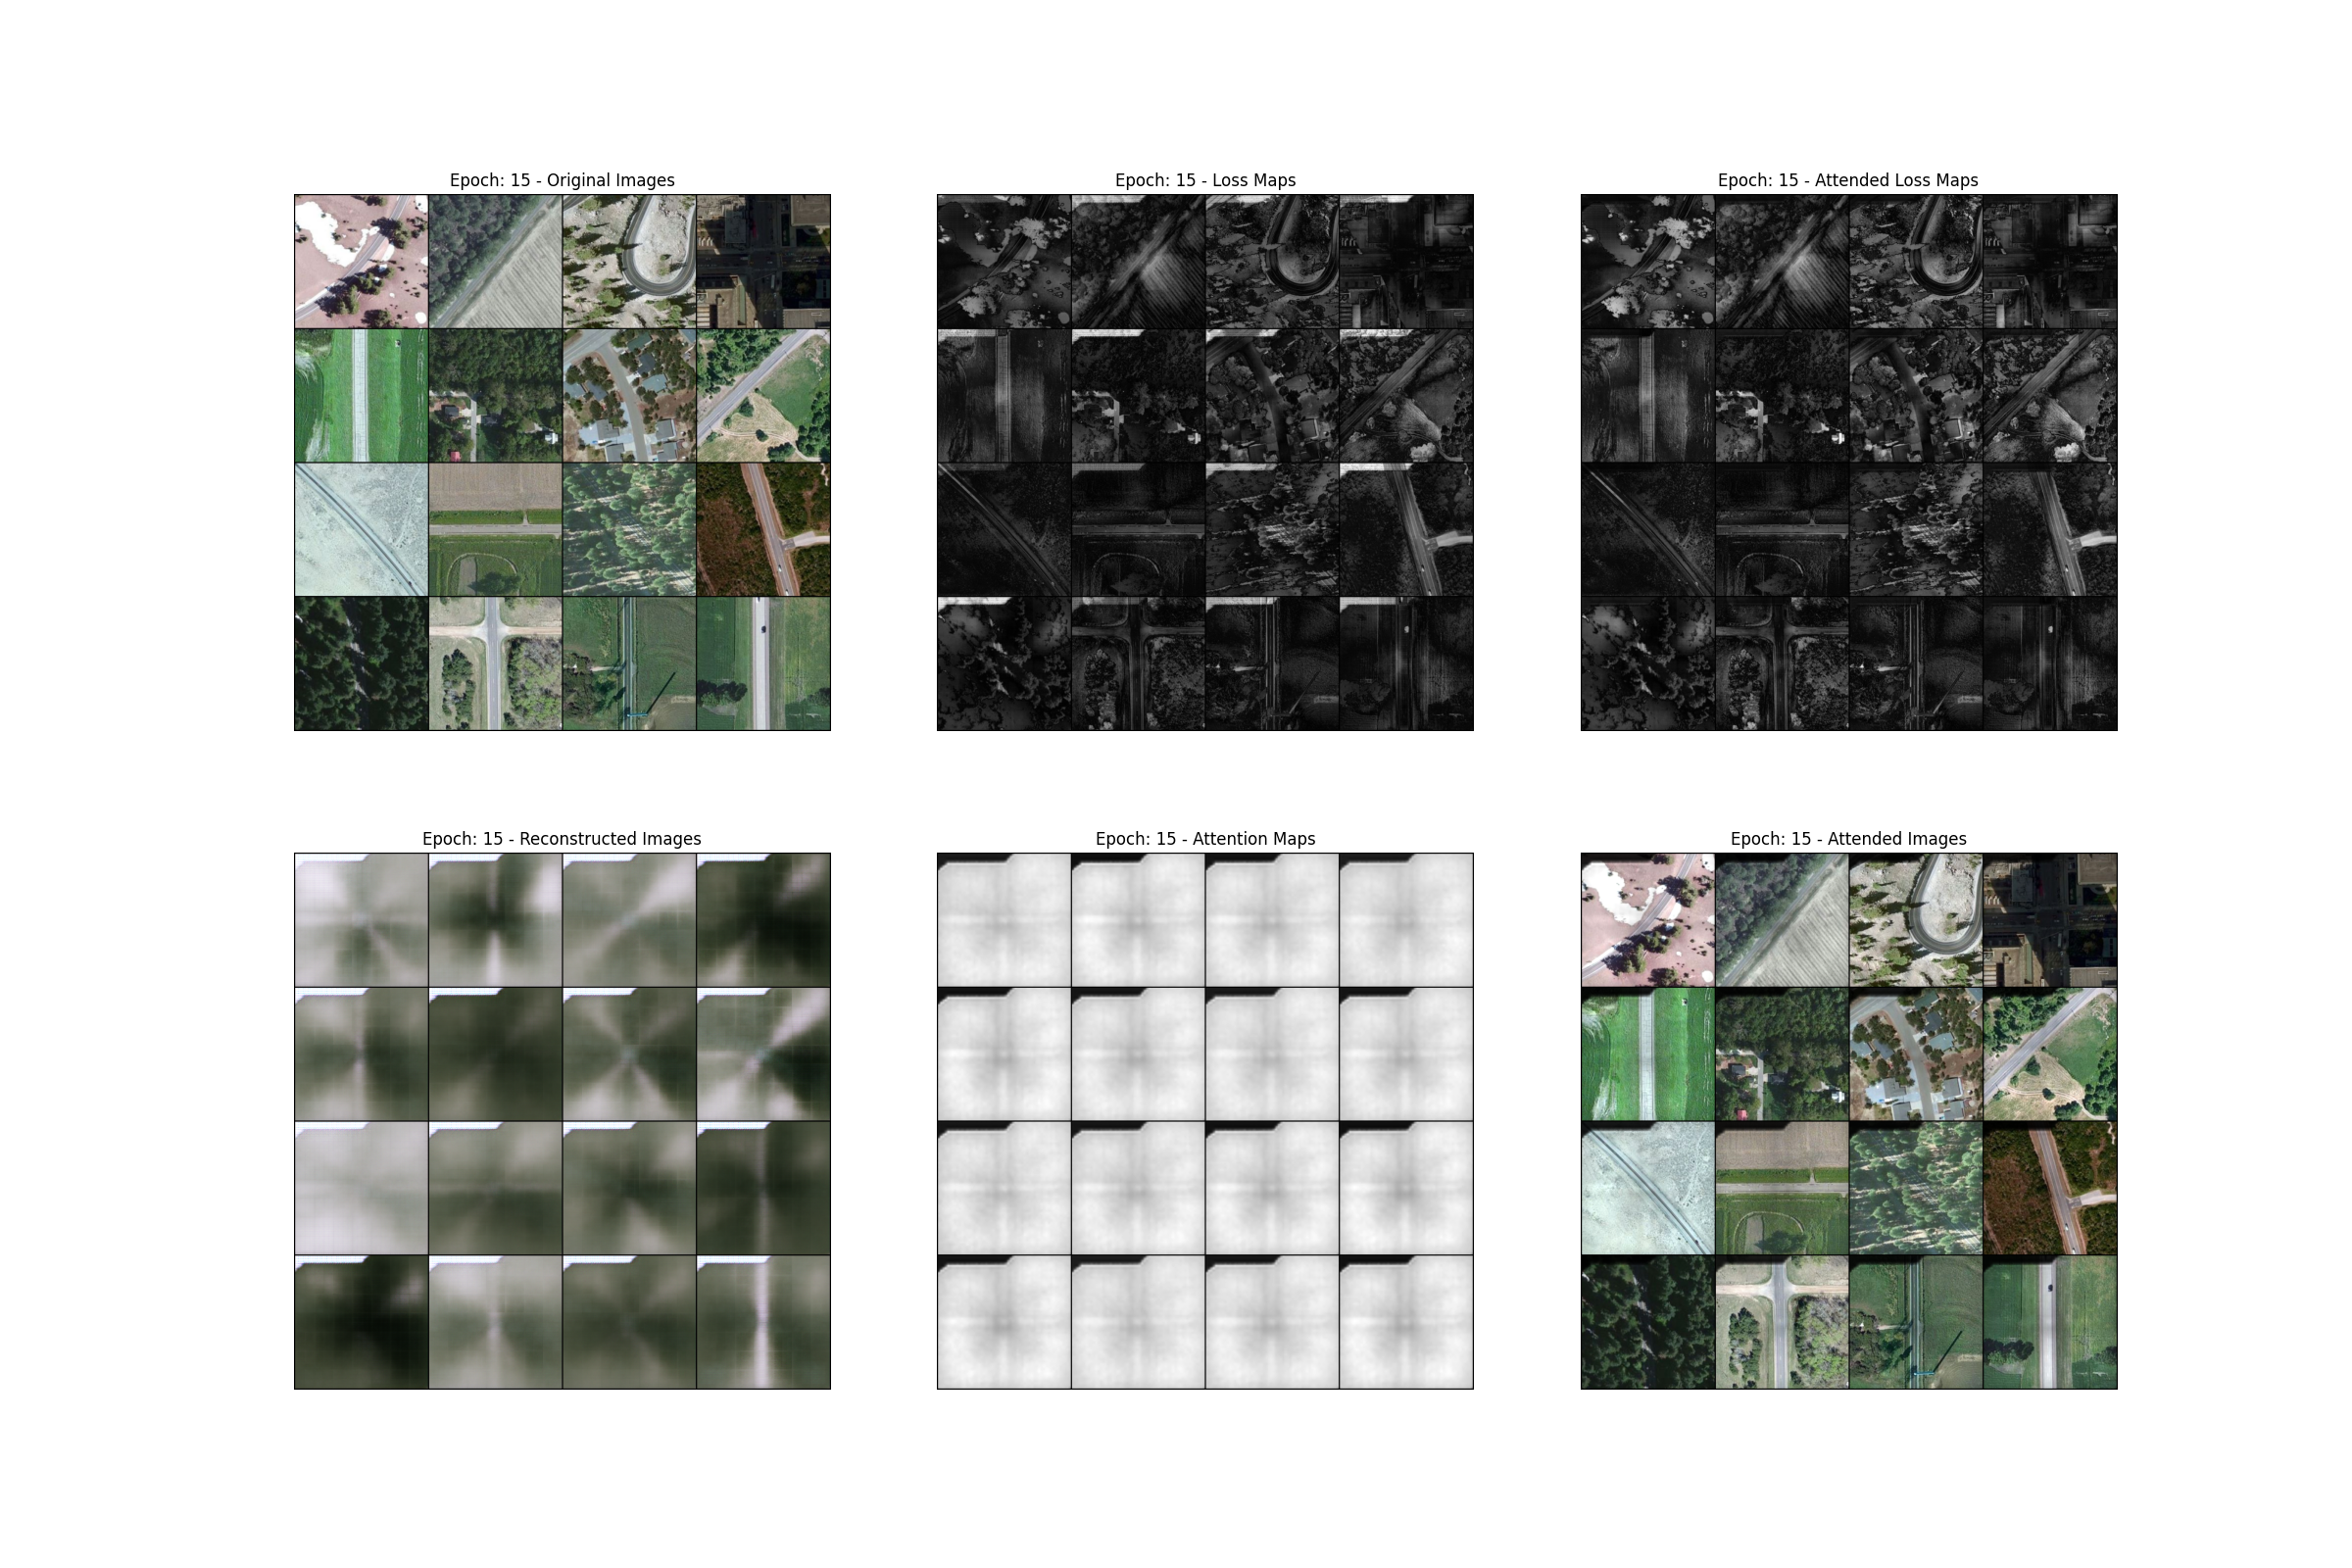 Epoch: 15 - Original Images
Epoch: 15 - Loss Maps
Epoch: 15 - Attended Loss Maps
Epoch: 15 - Reconstructed Images
Epoch: 15 - Attention Maps
Epoch: 15 - Attended Images